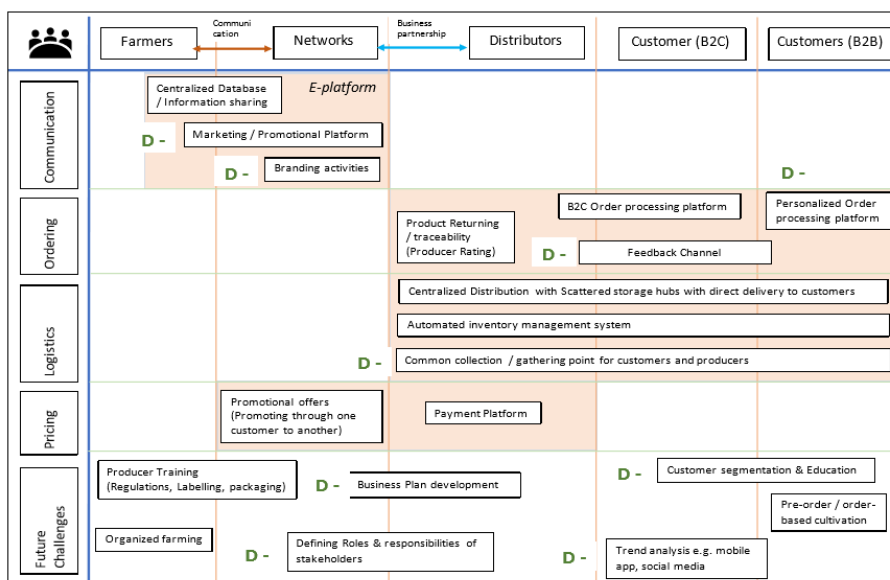 Communi
cation
Business
partnership
Farmers
Networks
Distributors
Customer (B2C)
Customers (B2B)
Communication
Centralized Database
/ Information sharing
E-platform
D -
Marketing / Promotional Platform
D -
Branding activities
D -
Ordering
Product Returning
/ traceability
(Producer Rating)
B2C Order processing platform
Personalized Order
processing platform
D -
Feedback Channel
Logistics
Centralized Distribution with Scattered storage hubs with direct delivery to customers
Automated inventory management system
D -
Common collection / gathering point for customers and producers
Pricing
Promotional offers
(Promoting through one
customer to another)
Payment Platform
Future
Challenges
Producer Training
(Regulations, Labelling, packaging)
D -
Business Plan development
D -
Customer segmentation & Education
Pre-order / order-
based cultivation
Organized farming
D -
Defining Roles & responsibilities of
stakeholders
D -
Trend analysis e.g. mobile
app, social media